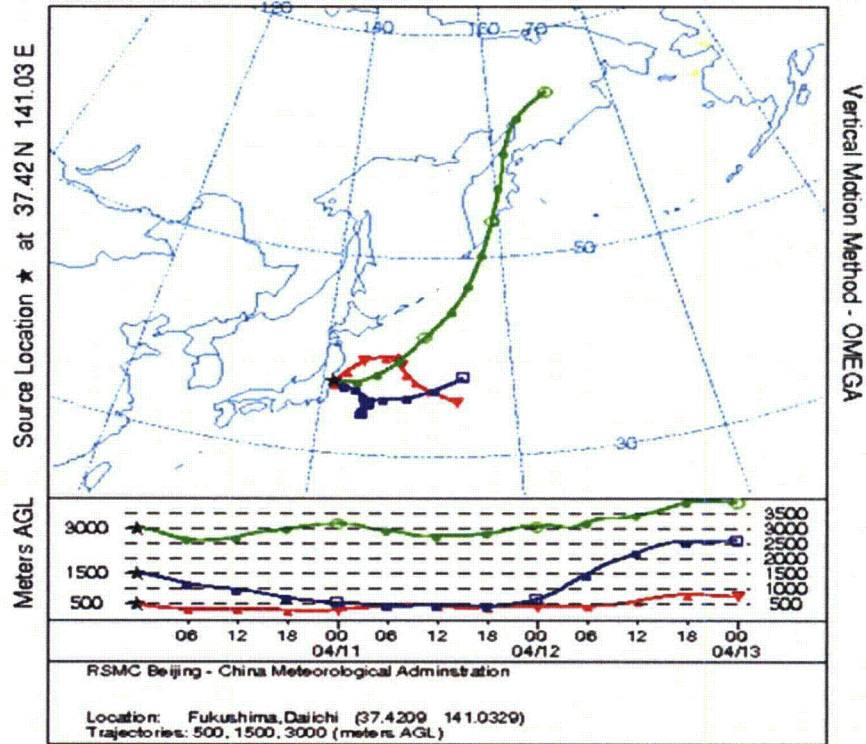 120
140
160
70
Source Location ★ at 37.42 N 141.03 E
Vertical Motion Method - OMEGA
50
30
Meters AGL
3000
1500
500
3500
3000
2500
2000
1500
1000
500
06 12 18 00 06 12 18 00 06 12 18 00
04/11 04/12 04/13
RSMC Beijing - China Meteorological Adminstration
Location: Fukushima,Daiichi (37.4209 141.0329)
Trajectories: 500, 1500, 3000 (meters AGL)